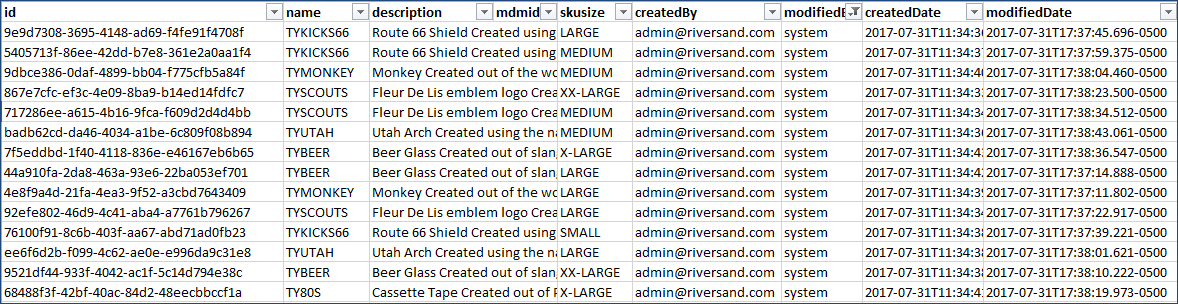 id name description mdmid skusize createdBy modifiedB createdDate modifiedDate
9e9d7308-3695-4148-ad69-f4fe91f4708f TYKICKS66 Route 66 Shield Created using LARGE admin@riversand.com system 2017-07-31T11:34:36 2017-07-31T17:37:45.696-0500
5405713f-86ee-42dd-b7e8-361e2a0aa1f4 TYKICKS66 Route 66 Shield Created using MEDIUM admin@riversand.com system 2017-07-31T11:34:3 2017-07-31T17:37:59.375-0500
9dbce386-0daf-4899-bb04-f775cfb5a84f TYMONKEY Monkey Created out of the wo MEDIUM admin@riversand.com system 2017-07-31T11:34:40 2017-07-31T17:38:04.460-0500
867e7cfc-ef3c-4e09-8ba9-b14ed14fdfc7 TYSCOUTS Fleur De Lis emblem logo Crea XX-LARGE admin@riversand.com system 2017-07-31T11:34:3 2017-07-31T17:38:23.500-0500
717286ee-a615-4b16-9fca-f609d2d4d4bb TYSCOUTS Fleur De Lis emblem logo Crea MEDIUM admin@riversand.com system 2017-07-31T11:34:3 2017-07-31T17:38:34.512-0500
badb62cd-da46-4034-a1be-6c809f08b894 TYUTAH Utah Arch Created using the na MEDIUM admin@riversand.com system 2017-07-31T11:34:36 2017-07-31T17:38:43.061-0500
7f5eddbd-1f40-4118-836e-e46167eb6b65 TYBEER Beer Glass Created out of slan X-LARGE admin@riversand.com system 2017-07-31T11:34:4 2017-07-31T17:38:36.547-0500
44a910fa-2da8-463a-93e6-22ba053ef701 TYBEER Beer Glass Created out of slan LARGE admin@riversand.com system 2017-07-31T11:34:4 2017-07-31T17:37:14.888-0500
4e8f9a4d-21fa-4ea3-9f52-a3cbd7643409 TYMONKEY Monkey Created out of the wo LARGE admin@riversand.com system 2017-07-31T11:34:39 2017-07-31T17:37:11.802-0500
92efe802-46d9-4c41-aba4-a7761b796267 TYSCOUTS Fleur De Lis emblem logo Crea LARGE admin@riversand.com system 2017-07-31T11:34:3 2017-07-31T17:37:22.917-0500
76100f91-8c6b-403f-aa67-abd71ad0fb23 TYKICKS66 Route 66 Shield Created using SMALL admin@riversand.com system 2017-07-31T11:34:38 2017-07-31T17:37:39.221-0500
ee6f6d2b-f099-4c62-ae0e-e996da9c31e8 TYUTAH Utah Arch Created using the na LARGE admin@riversand.com system 2017-07-31T11:34:38 2017-07-31T17:38:01.621-0500
9521df44-933f-4042-ac1f-5c14d794e38c TYBEER Beer Glass Created out of slan XX-LARGE admin@riversand.com system 2017-07-31T11:34:38 2017-07-31T17:38:10.222-0500
68488f3f-42bf-40ac-84d2-48eecbbccf1a TY80S Cassette Tape Created out of F X-LARGE admin@riversand.com system 2017-07-31T11:34:4 2017-07-31T17:38:19.973-0500